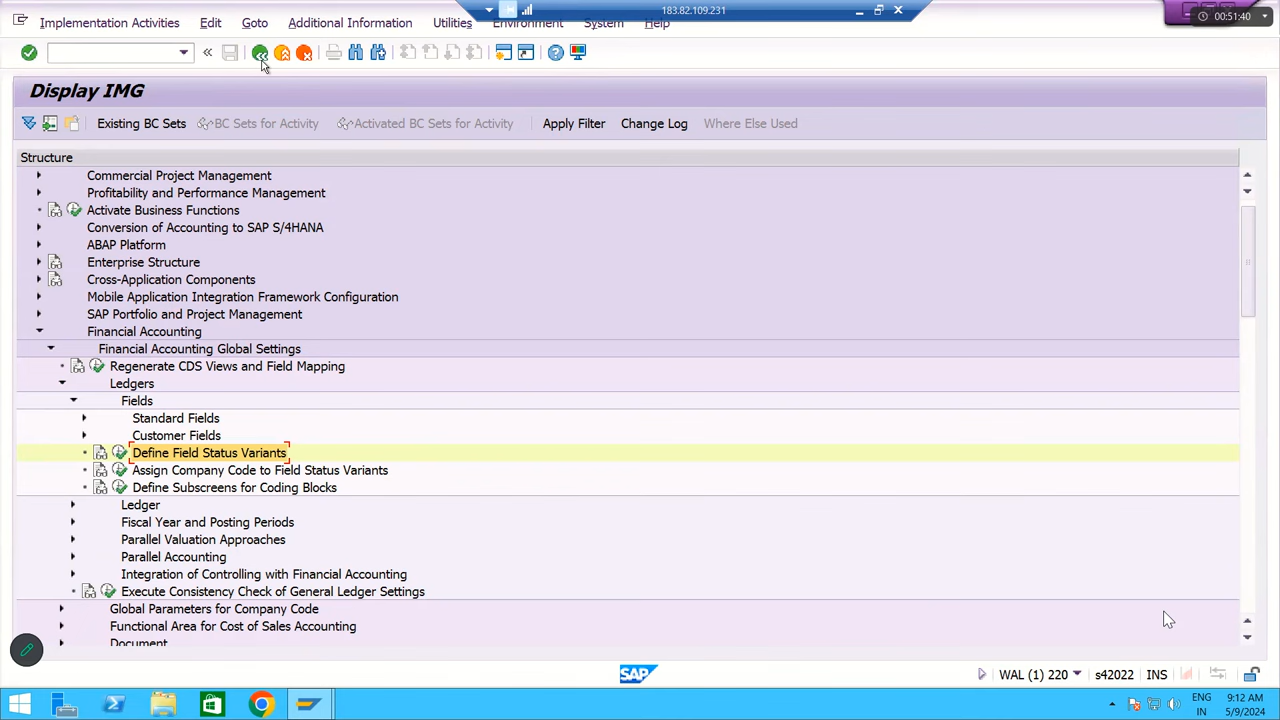 183.82.109.231
00:51:40
Implementation Activities Edit Goto Additional Information Utilities Environment System Help
Display IMG
Existing BC Sets BC Sets for Activity Activated BC Sets for Activity Apply Filter Change Log Where Else Used
Structure
Commercial Project Management
Profitability and Performance Management
Activate Business Functions
Conversion of Accounting to SAP S/4HANA
ABAP Platform
Enterprise Structure
Cross-Application Components
Mobile Application Integration Framework Configuration
SAP Portfolio and Project Management
Financial Accounting
Financial Accounting Global Settings
Regenerate CDS Views and Field Mapping
Ledgers
Fields
Standard Fields
Customer Fields
Define Field Status Variants
Assign Company Code to Field Status Variants
Define Subscreens for Coding Blocks
Ledger
Fiscal Year and Posting Periods
Parallel Valuation Approaches
Parallel Accounting
Integration of Controlling with Financial Accounting
Execute Consistency Check of General Ledger Settings
Global Parameters for Company Code
Functional Area for Cost of Sales Accounting
Document
SAP WAL (1) 220 s42022 INS
ENG 9:12 AM
IN 5/9/2024